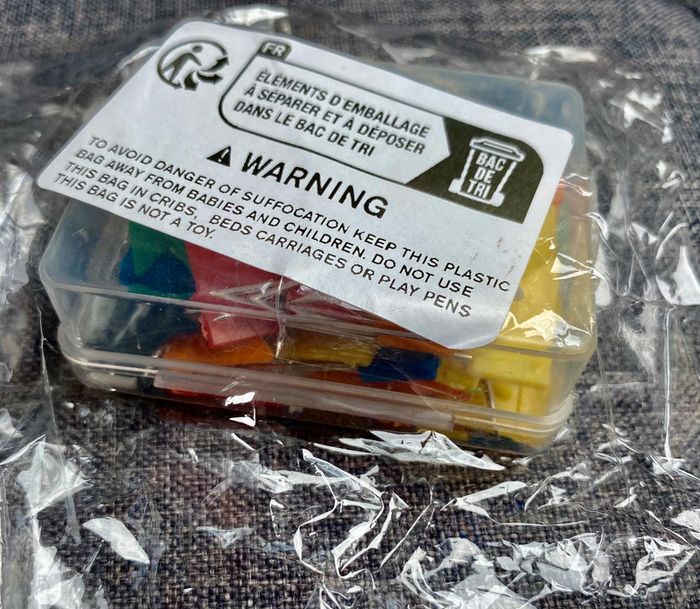 FR
ÉLÉMENTS D'EMBALLAGE
À SÉPARER ET À DÉPOSER
DANS LE BAC DE TRI
BAC
DE
TRI
WARNING
TO AVOID DANGER OF SUFFOCATION KEEP THIS PLASTIC
BAG AWAY FROM BABIES AND CHILDREN. DO NOT USE
THIS BAG IN CRIBS, BEDS CARRIAGES OR PLAY PENS
THIS BAG IS NOT A TOY.